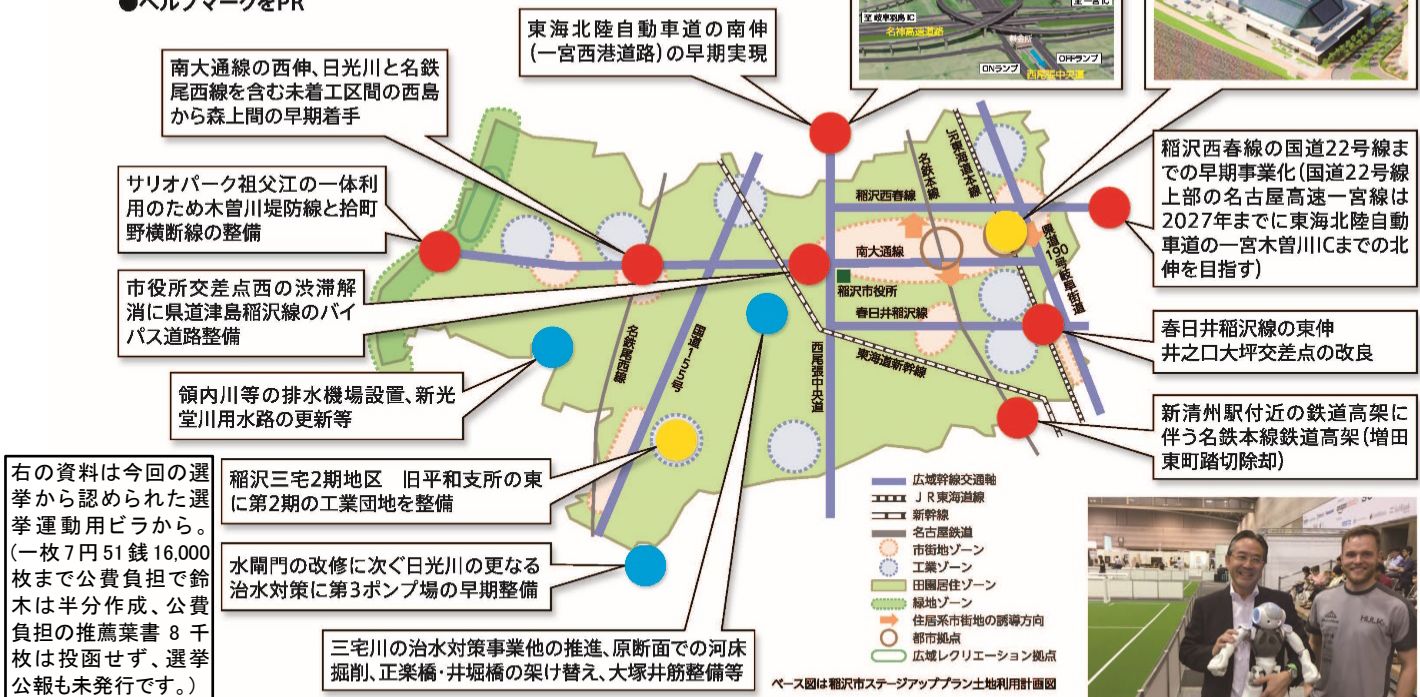 ●ヘルプマークをPR
東海北陸自動車道の南伸
(一宮西港道路)の早期実現
至 岐阜羽島IC
至 一宮IC
名神高速道路
料金所
ONランプ
OFFランプ
西尾張中央道
南大通線の西伸、日光川と名鉄
尾西線を含む未着工区間の西島
から森上間の早期着手
サリオパーク祖父江の一体利
用のため木曽川堤防線と拾町
野横断線の整備
市役所交差点西の渋滞解
消に県道津島稲沢線のバイ
パス道路整備
領内川等の排水機場設置、新光
堂川用水路の更新等
稲沢三宅2期地区　旧平和支所の東
に第2期の工業団地を整備
水閘門の改修に次ぐ日光川の更なる
治水対策に第3ポンプ場の早期整備
三宅川の治水対策事業他の推進、原断面での河床
掘削、正楽橋・井堀橋の架け替え、大塚井筋整備等
稲沢西春線の国道22号線ま
での早期事業化(国道22号線
上部の名古屋高速一宮線は
2027年までに東海北陸自動
車道の一宮木曽川ICまでの北
伸を目指す)
春日井稲沢線の東伸
井之口大坪交差点の改良
新清州駅付近の鉄道高架に
伴う名鉄本線鉄道高架(増田
東町踏切除却)
名鉄本線
JR東海道本線
稲沢西春線
南大通線
県道190号岐阜街道
稲沢市役所
春日井稲沢線
東海道新幹線
西尾張中央道
国道155号
名鉄尾西線
広域幹線交通軸
JR東海道線
新幹線
名古屋鉄道
市街地ゾーン
工業ゾーン
田園居住ゾーン
緑地ゾーン
住居系市街地の誘導方向
都市拠点
広域レクリエーション拠点
ベース図は稲沢市ステージアッププラン土地利用計画図
右の資料は今回の選
挙から認められた選
挙運動用ビラから。
(一枚7円51銭16,000
枚まで公費負担で鈴
木は半分作成、公費
負担の推薦葉書 8 千
枚は投函せず、選挙
公報も未発行です。)
HULK